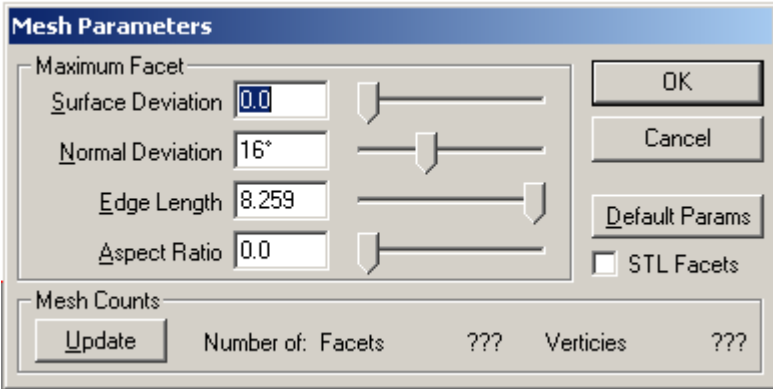 Mesh Parameters
Maximum Facet
Surface Deviation 0.0
Normal Deviation 16°
Edge Length 8.259
Aspect Ratio 0.0
OK
Cancel
Default Params
STL Facets
Mesh Counts
Update Number of: Facets ??? Verticies ???